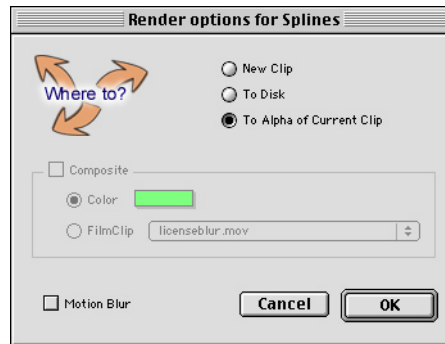 Render options for Splines
Where to?
New Clip
To Disk
To Alpha of Current Clip
Composite
Color
FilmClip
licenseblur.mov
Motion Blur
Cancel
OK